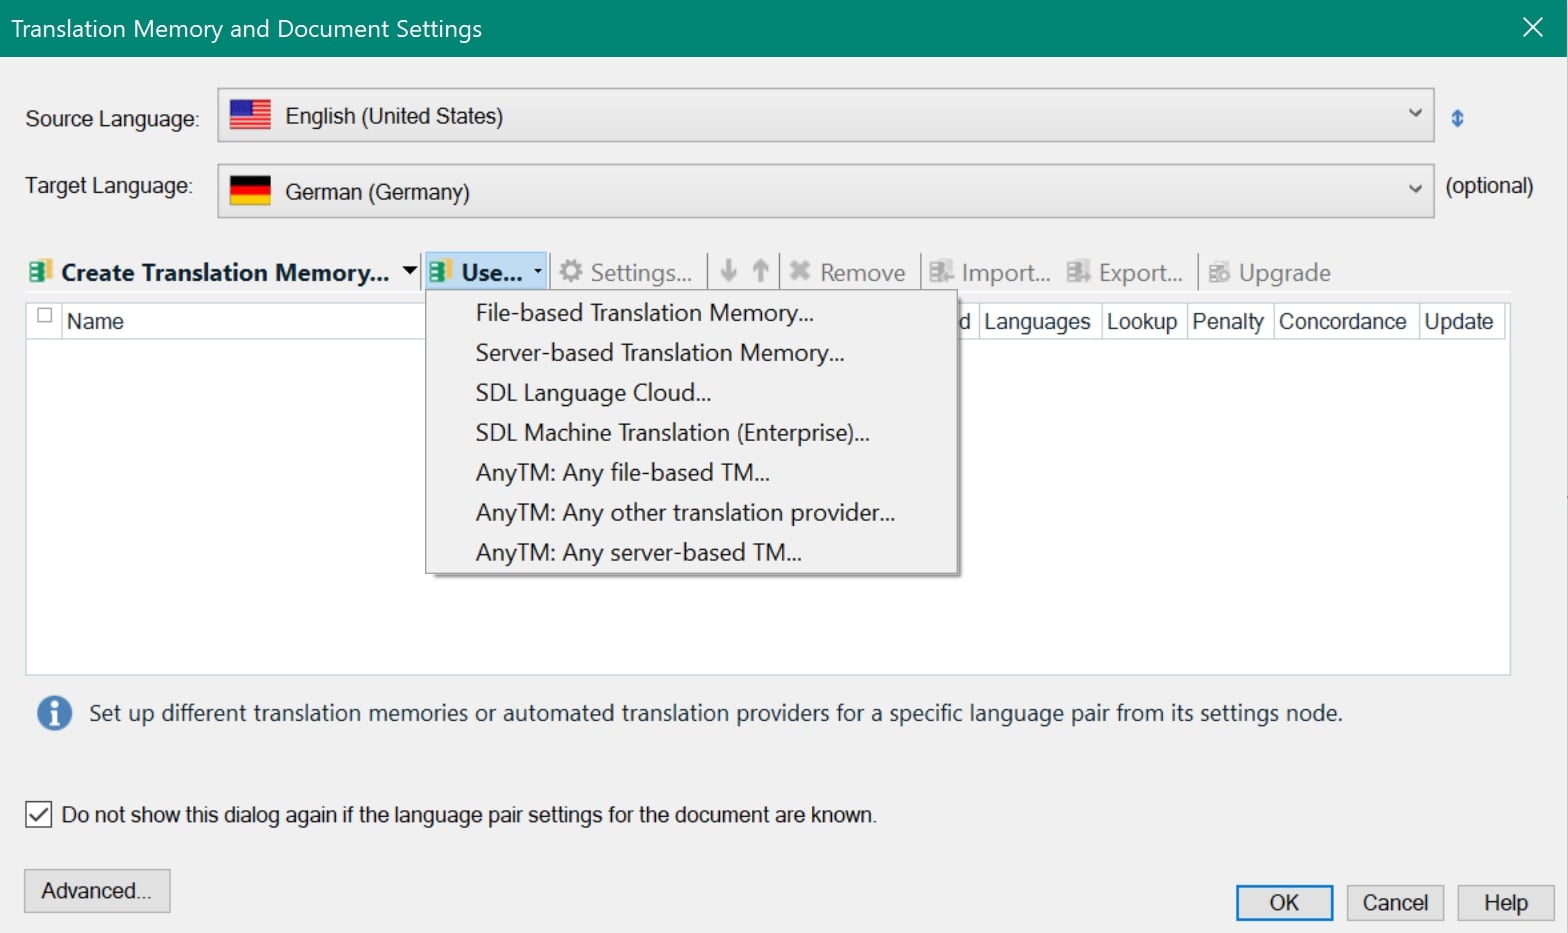 Translation Memory and Document Settings
Source Language: English (United States)
Target Language: German (Germany) (optional)
Create Translation Memory... Use... Settings... Remove Import... Export... Upgrade
Name Languages Lookup Penalty Concordance Update
File-based Translation Memory...
Server-based Translation Memory...
SDL Language Cloud...
SDL Machine Translation (Enterprise)...
AnyTM: Any file-based TM...
AnyTM: Any other translation provider...
AnyTM: Any server-based TM...
Set up different translation memories or automated translation providers for a specific language pair from its settings node.
Do not show this dialog again if the language pair settings for the document are known.
Advanced...
OK Cancel Help